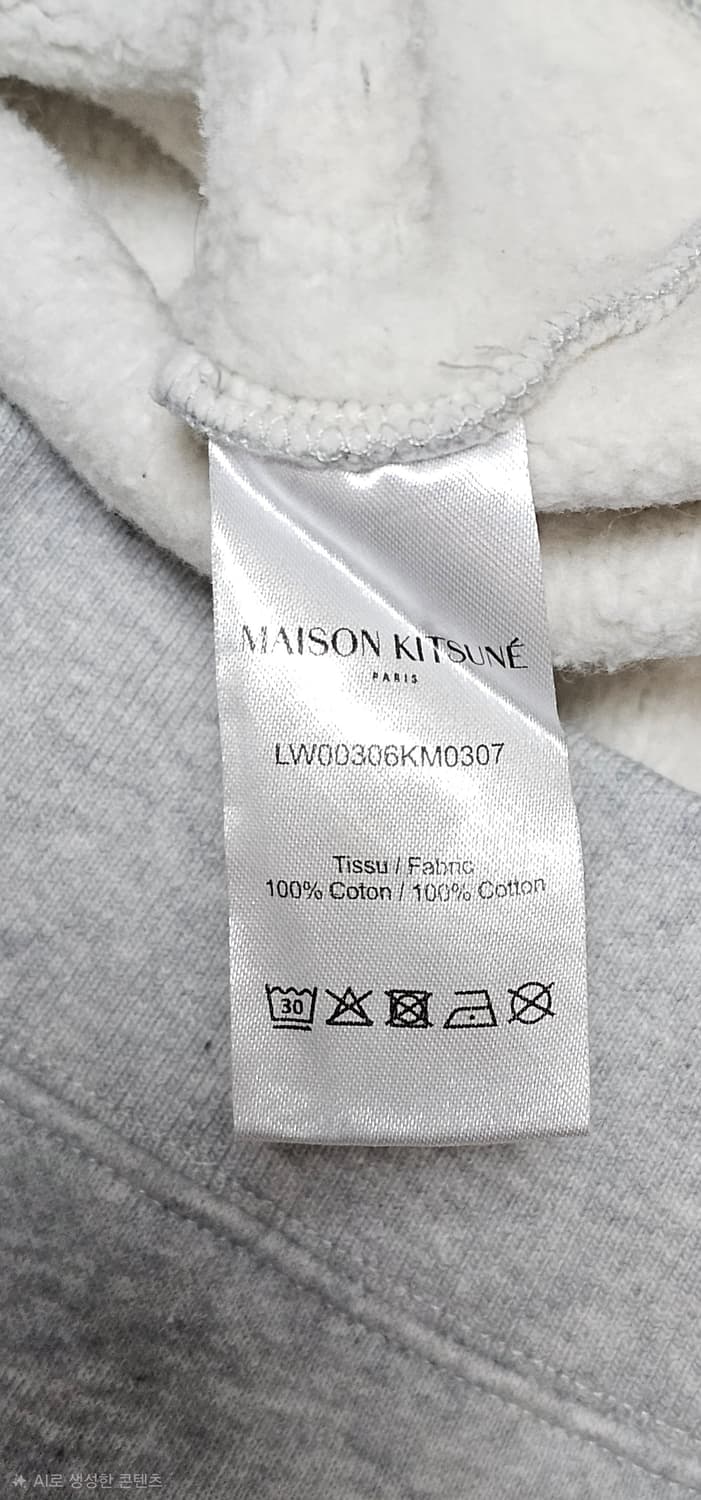 MAISON KITSUNÉ
PARIS
LW00306KM0307
Tissu / Fabric
100% Coton / 100% Cotton
30
AI로 생성한 콘텐츠